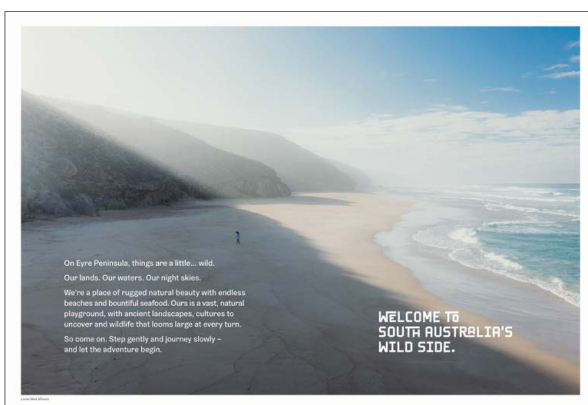 On Eyre Peninsula, things are a little... wild.
Our lands. Our waters. Our night skies.
We're a place of rugged natural beauty with endless
beaches and bountiful seafood. Ours is a vast, natural
playground, with ancient landscapes, cultures to
uncover and wildlife that looms large at every turn.
So come on. Step gently and journey slowly –
and let the adventure begin.
WELCOME TO
SOUTH AUSTRALIA'S
WILD SIDE.